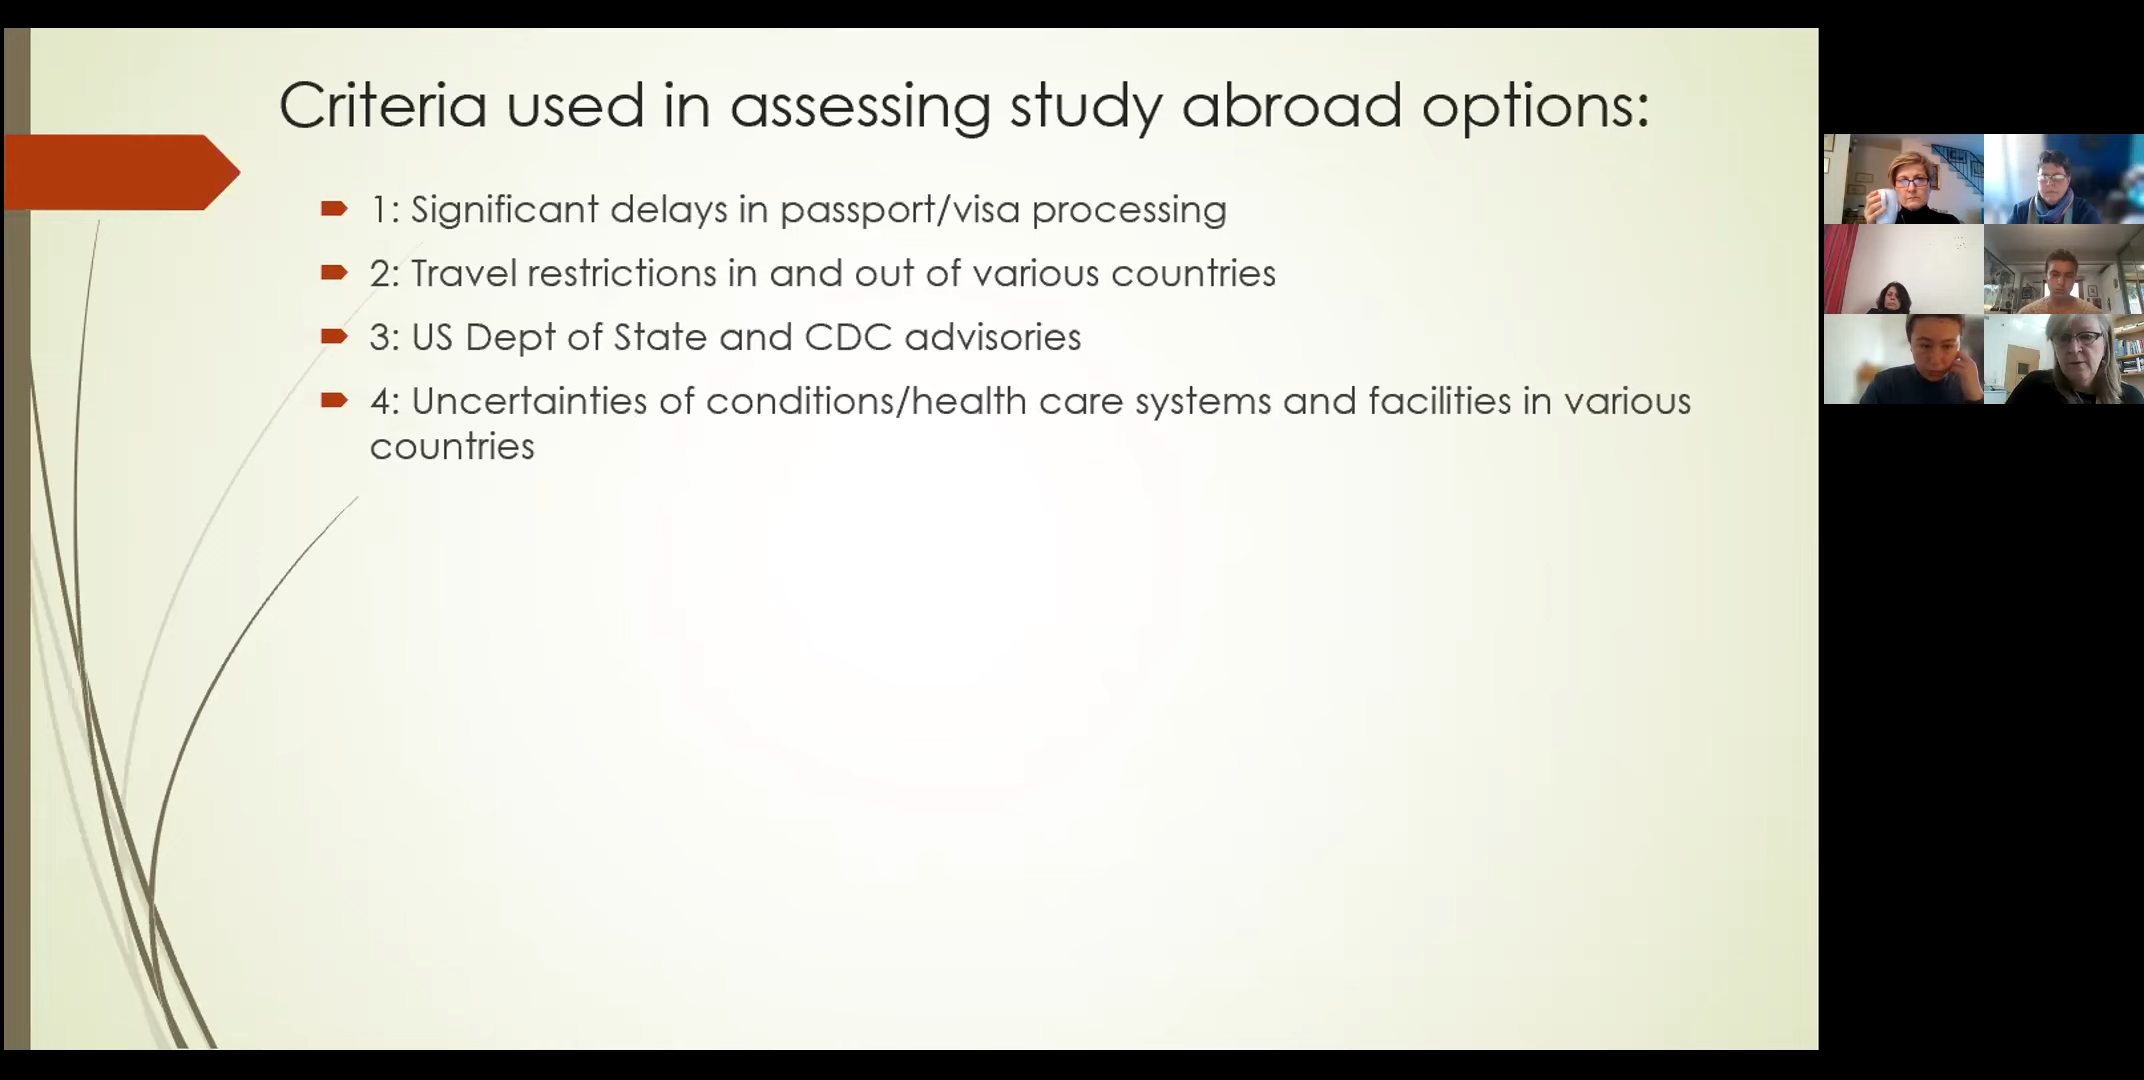 Criteria used in assessing study abroad options:
1: Significant delays in passport/visa processing
2: Travel restrictions in and out of various countries
3: US Dept of State and CDC advisories
4: Uncertainties of conditions/health care systems and facilities in various
countries